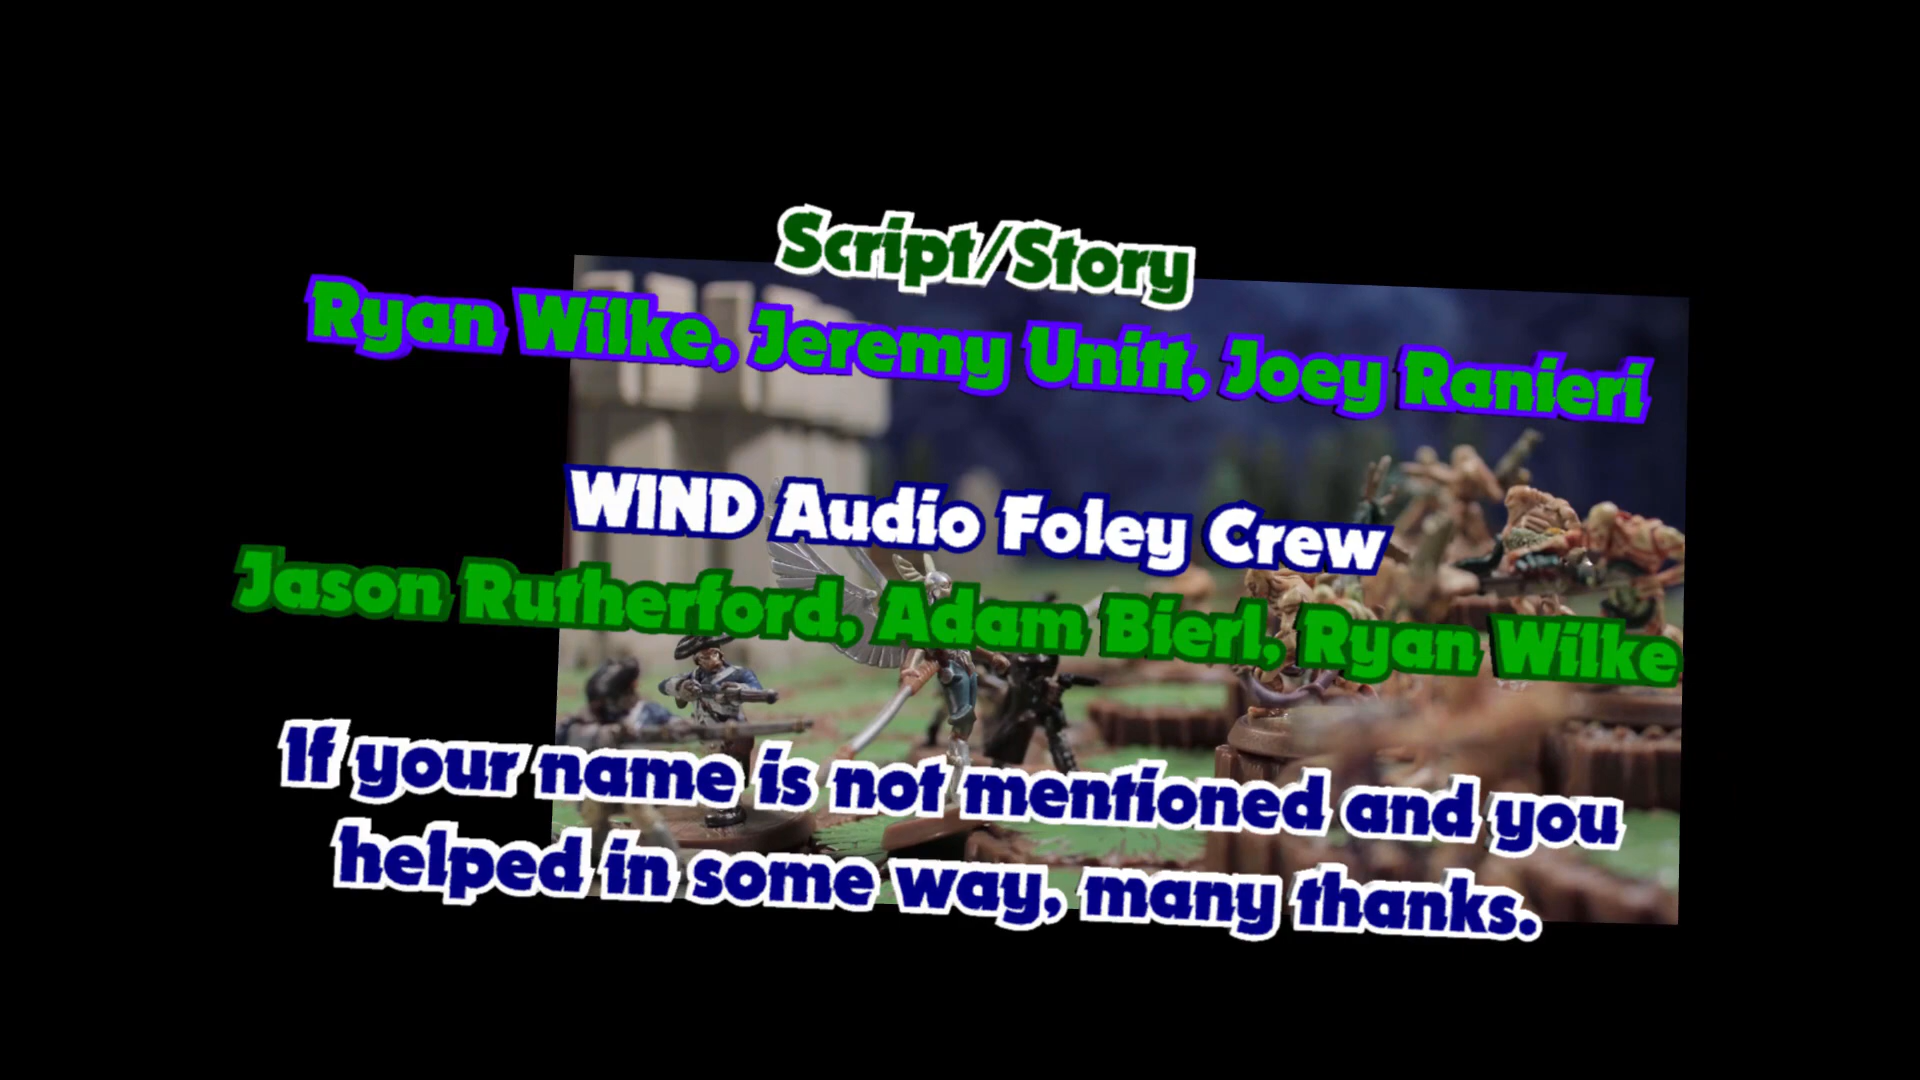 Script/Story
Ryan Wilke, Jeremy Unitt, Joey Ranieri
WIND Audio Foley Crew
Jason Rutherford, Adam Bierl, Ryan Wilke
If your name is not mentioned and you
helped in some way, many thanks.